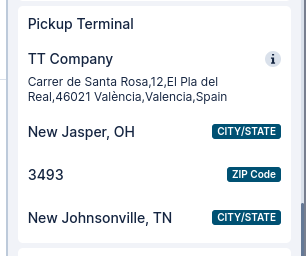 Pickup Terminal
TT Company
Carrer de Santa Rosa,12,El Pla del
Real,46021 València,Valencia,Spain
New Jasper, OH CITY/STATE
3493 ZIP Code
New Johnsonville, TN CITY/STATE